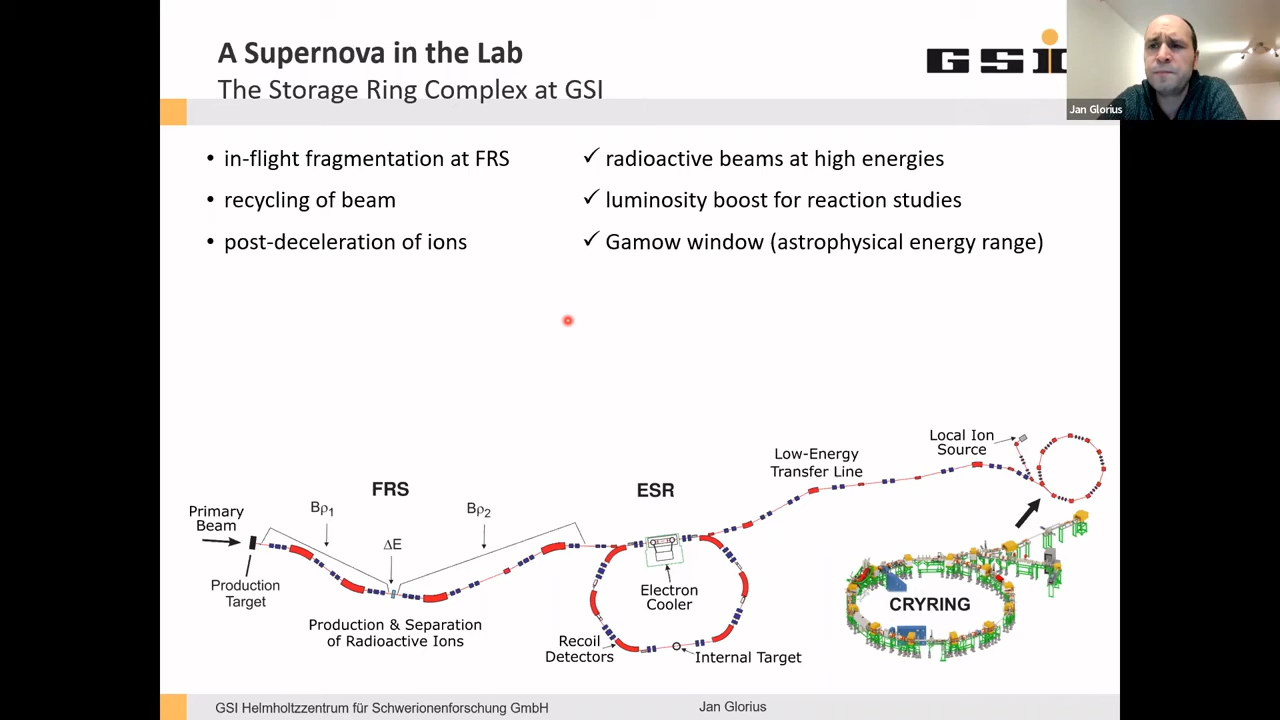 A Supernova in the Lab
The Storage Ring Complex at GSI
GSI
Jan Glorius
• in-flight fragmentation at FRS
✓ radioactive beams at high energies
• recycling of beam
✓ luminosity boost for reaction studies
• post-deceleration of ions
✓ Gamow window (astrophysical energy range)
Local Ion
Source
Low-Energy
Transfer Line
FRS
ESR
Primary
Beam
Bρ1
Bρ2
ΔE
Production
Target
Electron
Cooler
CRYRING
Production & Separation
of Radioactive Ions
Recoil
Detectors
Internal Target
GSI Helmholtzzentrum für Schwerionenforschung GmbH
Jan Glorius